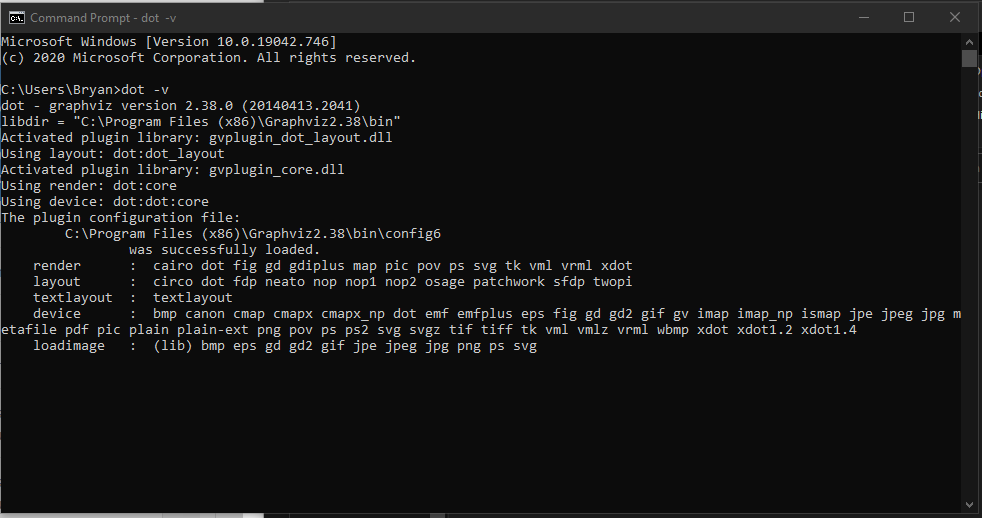 Command Prompt - dot -v
Microsoft Windows [Version 10.0.19042.746]
(c) 2020 Microsoft Corporation. All rights reserved.
C:\Users\Bryan>dot -v
dot - graphviz version 2.38.0 (20140413.2041)
libdir = "C:\Program Files (x86)\Graphviz2.38\bin"
Activated plugin library: gvplugin_dot_layout.dll
Using layout: dot:dot_layout
Activated plugin library: gvplugin_core.dll
Using render: dot:core
Using device: dot:dot:core
The plugin configuration file:
        C:\Program Files (x86)\Graphviz2.38\bin\config6
                was successfully loaded.
    render      :  cairo dot fig gd gdiplus map pic pov ps svg tk vml vrml xdot
    layout      :  circo dot fdp neato nop nop1 nop2 osage patchwork sfdp twopi
    textlayout  :  textlayout
    device      :  bmp canon cmap cmapx cmapx_np dot emf emfplus eps fig gd gd2 gif gv imap imap_np ismap jpe jpeg jpg m
etafile pdf pic plain plain-ext png pov ps ps2 svg svgz tif tiff tk vml vmlz vrml wbmp xdot xdot1.2 xdot1.4
    loadimage   :  (lib) bmp eps gd gd2 gif jpe jpeg jpg png ps svg